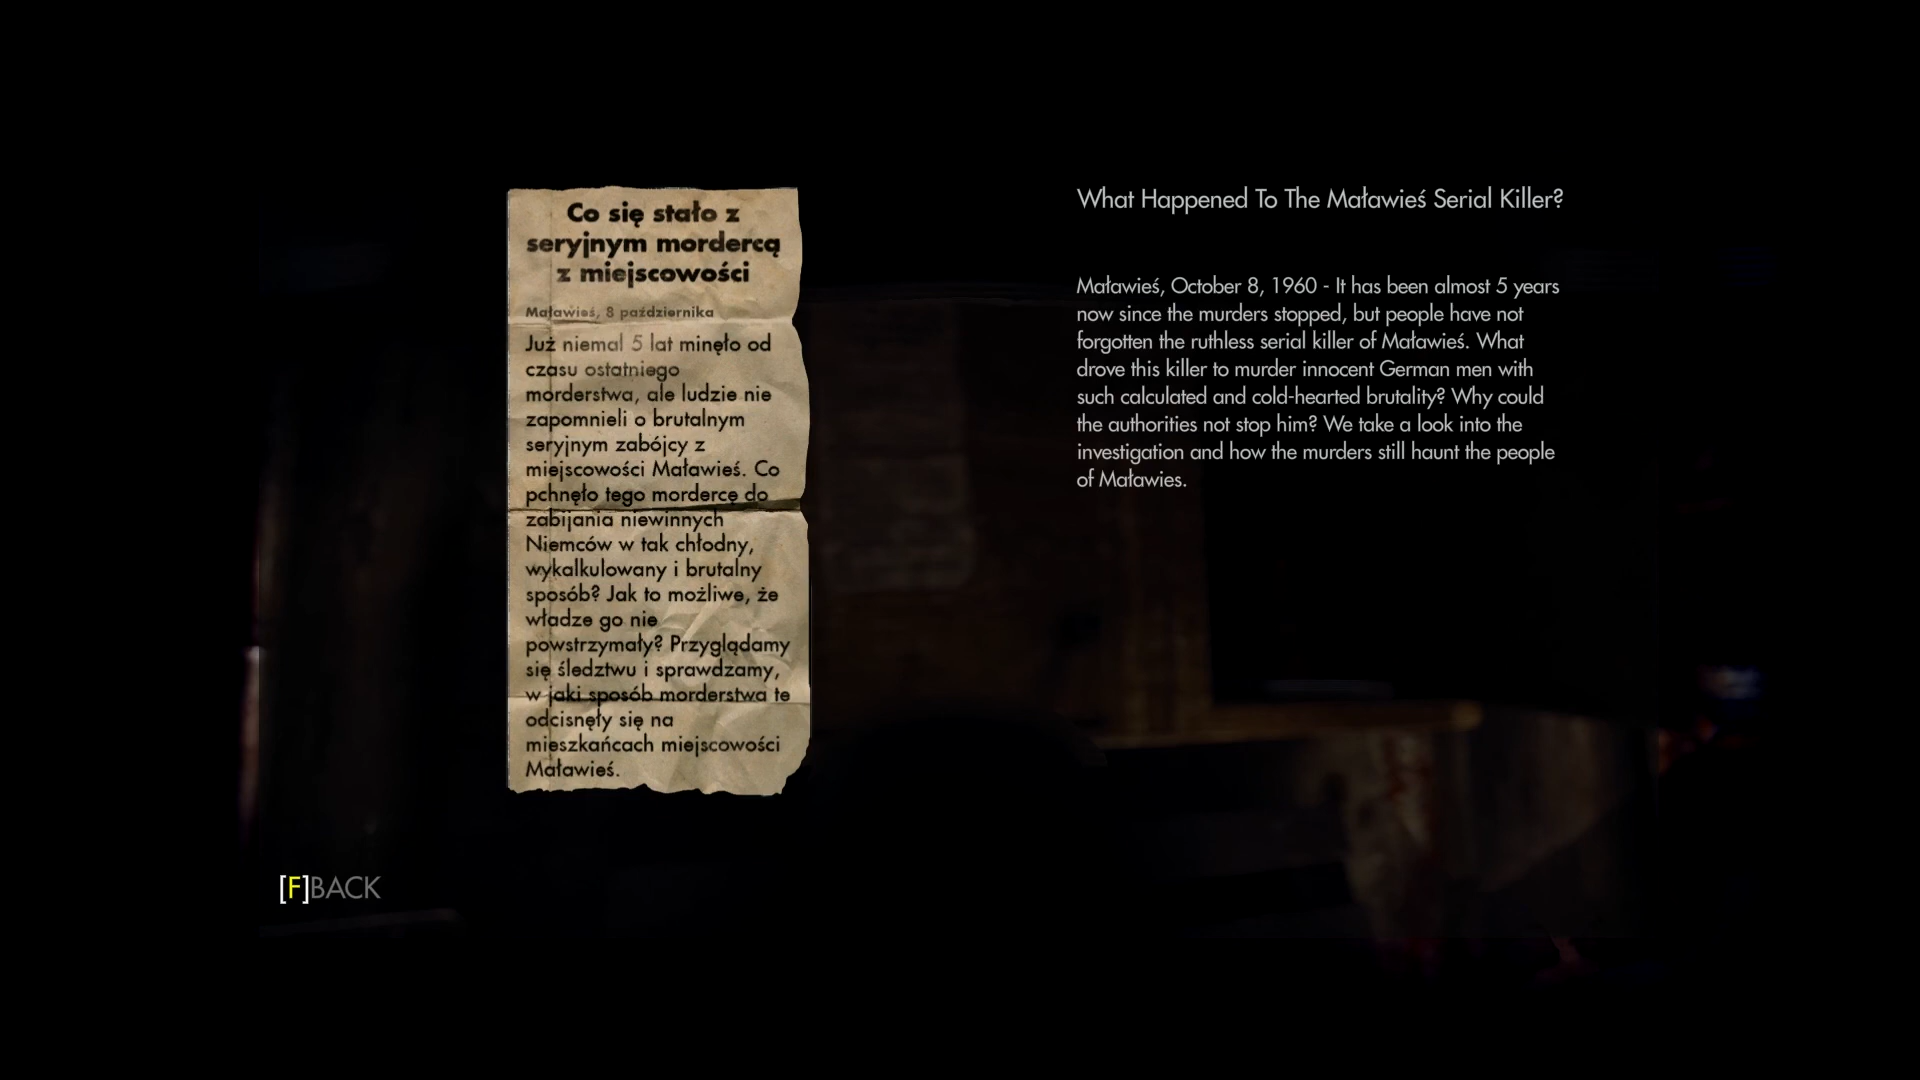 Co się stało z
seryjnym mordercą
z miejscowości
Maławieś, 8 października
Już niemal 5 lat minęło od
czasu ostatniego
morderstwa, ale ludzie nie
zapomnieli o brutalnym
seryjnym zabójcy z
miejscowości Maławieś. Co
pchnęło tego mordercę do
zabijania niewinnych
Niemców w tak chłodny,
wykalkulowany i brutalny
sposób? Jak to możliwe, że
władze go nie
powstrzymały? Przyglądamy
się śledztwu i sprawdzamy,
w jaki sposób morderstwa te
odcisnęły się na
mieszkańcach miejscowości
Maławieś.
What Happened To The Maławieś Serial Killer?
Maławieś, October 8, 1960 - It has been almost 5 years
now since the murders stopped, but people have not
forgotten the ruthless serial killer of Maławieś. What
drove this killer to murder innocent German men with
such calculated and cold-hearted brutality? Why could
the authorities not stop him? We take a look into the
investigation and how the murders still haunt the people
of Maławies.
[F]BACK